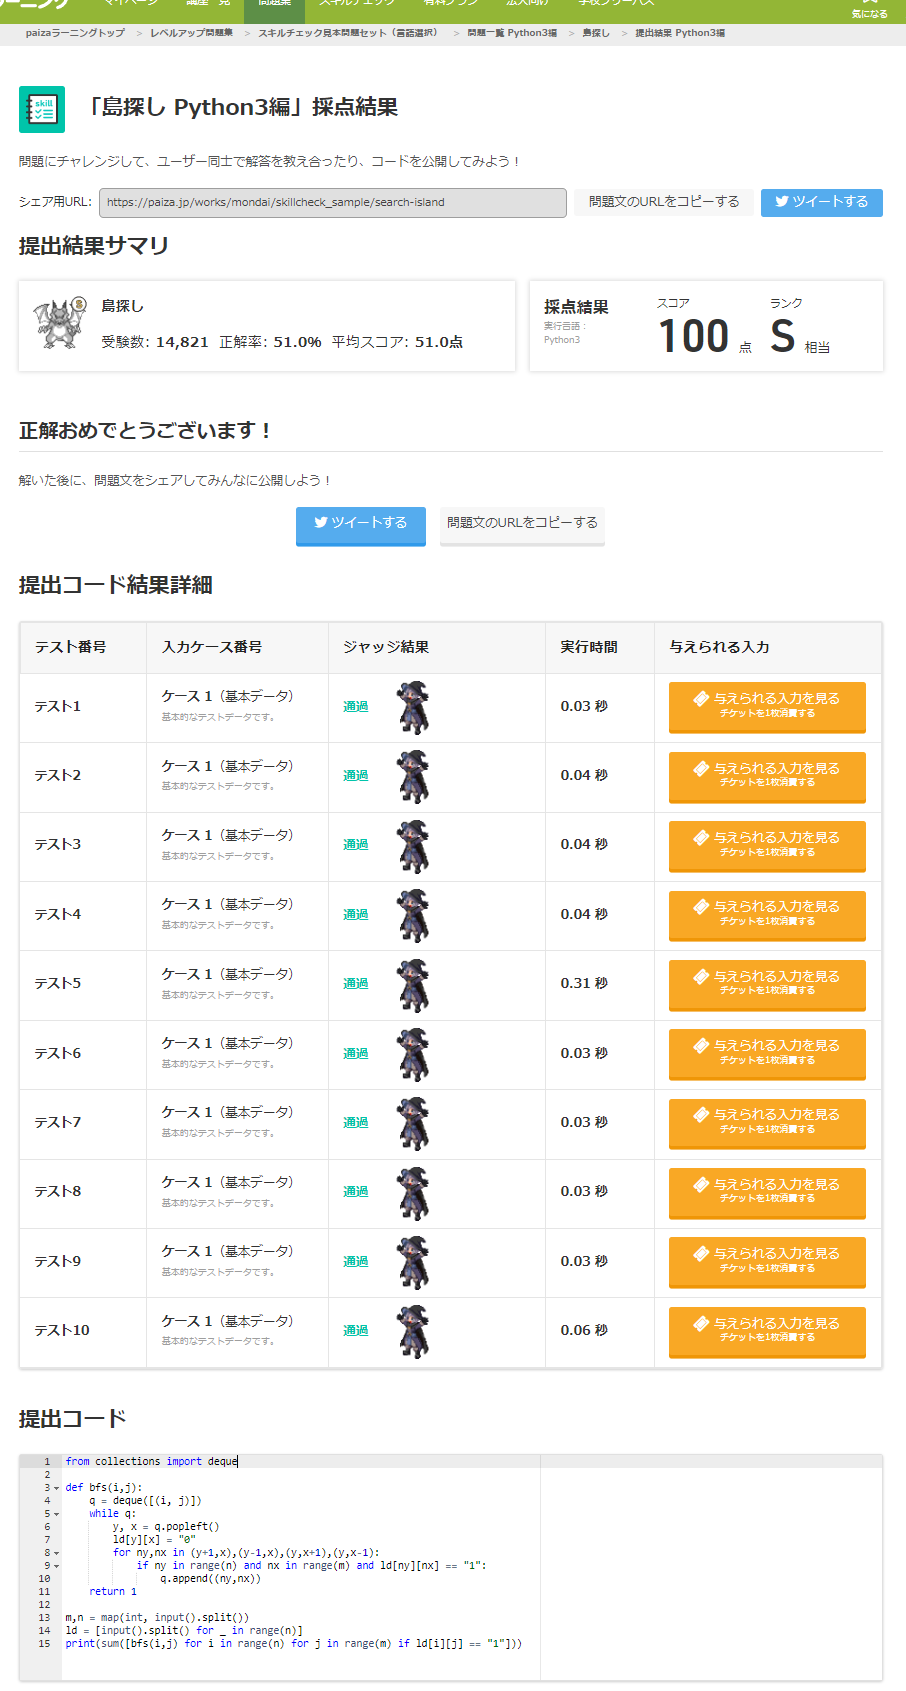 ラーニング マイページ 講座一覧 問題集 スキルチェック 有料プラン 法人向け 学校フリーパス
気になる
paizaラーニングトップ > レベルアップ問題集 > スキルチェック見本問題セット（言語選択） > 問題一覧 Python3編 > 島探し > 提出結果 Python3編
skill
「島探し Python3編」採点結果
問題にチャレンジして、ユーザー同士で解答を教え合ったり、コードを公開してみよう！
シェア用URL: https://paiza.jp/works/mondai/skillcheck_sample/search-island 問題文のURLをコピーする ツイートする
提出結果サマリ
S
島探し
受験数: 14,821 正解率: 51.0% 平均スコア: 51.0点
採点結果
実行言語：
Python3
スコア
100 点
ランク
S 相当
正解おめでとうございます！
解いた後に、問題文をシェアしてみんなに公開しよう！
ツイートする 問題文のURLをコピーする
提出コード結果詳細
テスト番号 入力ケース番号 ジャッジ結果 実行時間 与えられる入力
テスト1 ケース 1（基本データ） 通過 0.03 秒 与えられる入力を見る
基本的なテストデータです。 チケットを1枚消費する
テスト2 ケース 1（基本データ） 通過 0.04 秒 与えられる入力を見る
基本的なテストデータです。 チケットを1枚消費する
テスト3 ケース 1（基本データ） 通過 0.04 秒 与えられる入力を見る
基本的なテストデータです。 チケットを1枚消費する
テスト4 ケース 1（基本データ） 通過 0.04 秒 与えられる入力を見る
基本的なテストデータです。 チケットを1枚消費する
テスト5 ケース 1（基本データ） 通過 0.31 秒 与えられる入力を見る
基本的なテストデータです。 チケットを1枚消費する
テスト6 ケース 1（基本データ） 通過 0.03 秒 与えられる入力を見る
基本的なテストデータです。 チケットを1枚消費する
テスト7 ケース 1（基本データ） 通過 0.03 秒 与えられる入力を見る
基本的なテストデータです。 チケットを1枚消費する
テスト8 ケース 1（基本データ） 通過 0.03 秒 与えられる入力を見る
基本的なテストデータです。 チケットを1枚消費する
テスト9 ケース 1（基本データ） 通過 0.03 秒 与えられる入力を見る
基本的なテストデータです。 チケットを1枚消費する
テスト10 ケース 1（基本データ） 通過 0.06 秒 与えられる入力を見る
基本的なテストデータです。 チケットを1枚消費する
提出コード
1 from collections import deque
2
3 def bfs(i,j):
4     q = deque([(i, j)])
5     while q:
6         y, x = q.popleft()
7         ld[y][x] = "0"
8         for ny,nx in (y+1,x),(y-1,x),(y,x+1),(y,x-1):
9             if ny in range(n) and nx in range(m) and ld[ny][nx] == "1":
10                 q.append((ny,nx))
11     return 1
12
13 m,n = map(int, input().split())
14 ld = [input().split() for _ in range(n)]
15 print(sum([bfs(i,j) for i in range(n) for j in range(m) if ld[i][j] == "1"]))